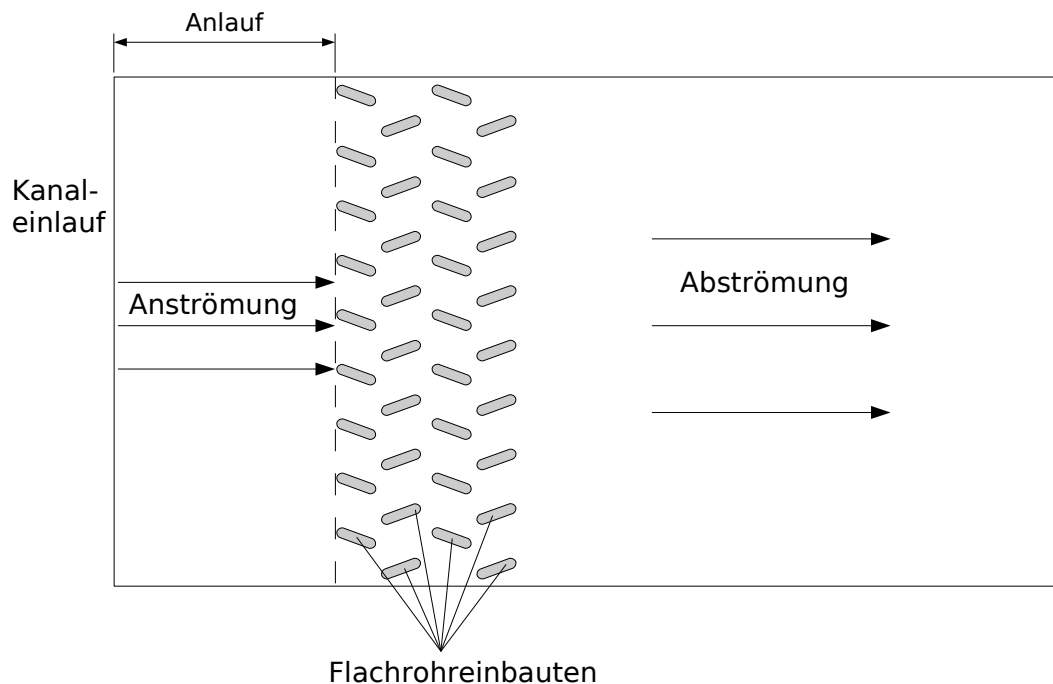 Anlauf
Kanal-
einlauf
Anströmung
Abströmung
Flachrohreinbauten